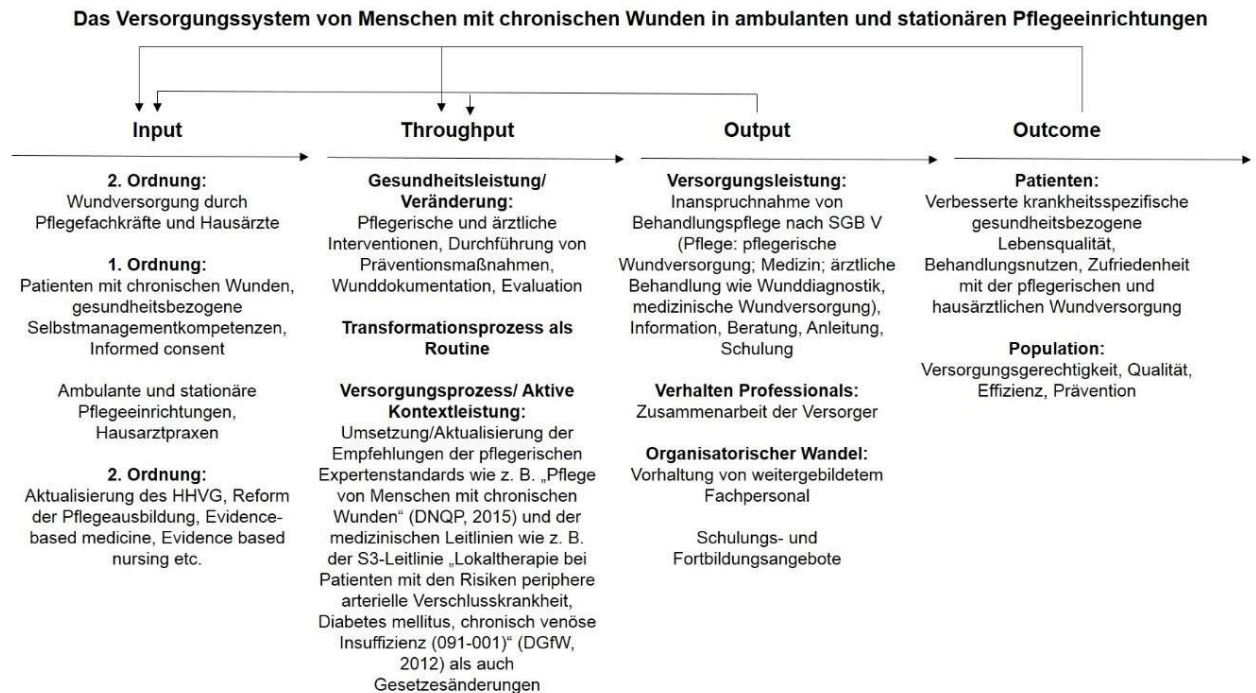 Das Versorgungssystem von Menschen mit chronischen Wunden in ambulanten und stationären Pflegeeinrichtungen
Input
2. Ordnung:
Wundversorgung durch
Pflegefachkräfte und Hausärzte
1. Ordnung:
Patienten mit chronischen Wunden,
gesundheitsbezogene
Selbstmanagementkompetenzen,
Informed consent
Ambulante und stationäre
Pflegeeinrichtungen,
Hausarztpraxen
2. Ordnung:
Aktualisierung des HHVG, Reform
der Pflegeausbildung, Evidence-
based medicine, Evidence based
nursing etc.
Throughput
Gesundheitsleistung/
Veränderung:
Pflegerische und ärztliche
Interventionen, Durchführung von
Präventionsmaßnahmen,
Wunddokumentation, Evaluation
Transformationsprozess als
Routine
Versorgungsprozess/ Aktive
Kontextleistung:
Umsetzung/Aktualisierung der
Empfehlungen der pflegerischen
Expertenstandards wie z. B. „Pflege
von Menschen mit chronischen
Wunden“ (DNQP, 2015) und der
medizinischen Leitlinien wie z. B.
der S3-Leitlinie „Lokaltherapie bei
Patienten mit den Risiken periphere
arterielle Verschlusskrankheit,
Diabetes mellitus, chronisch venöse
Insuffizienz (091-001)“ (DGfW,
2012) als auch
Gesetzesänderungen
Output
Versorgungsleistung:
Inanspruchnahme von
Behandlungspflege nach SGB V
(Pflege: pflegerische
Wundversorgung; Medizin; ärztliche
Behandlung wie Wunddiagnostik,
medizinische Wundversorgung),
Information, Beratung, Anleitung,
Schulung
Verhalten Professionals:
Zusammenarbeit der Versorger
Organisatorischer Wandel:
Vorhaltung von weitergebildetem
Fachpersonal
Schulungs- und
Fortbildungsangebote
Outcome
Patienten:
Verbesserte krankheitsspezifische
gesundheitsbezogene
Lebensqualität,
Behandlungsnutzen, Zufriedenheit
mit der pflegerischen und
hausärztlichen Wundversorgung
Population:
Versorgungsgerechtigkeit, Qualität,
Effizienz, Prävention